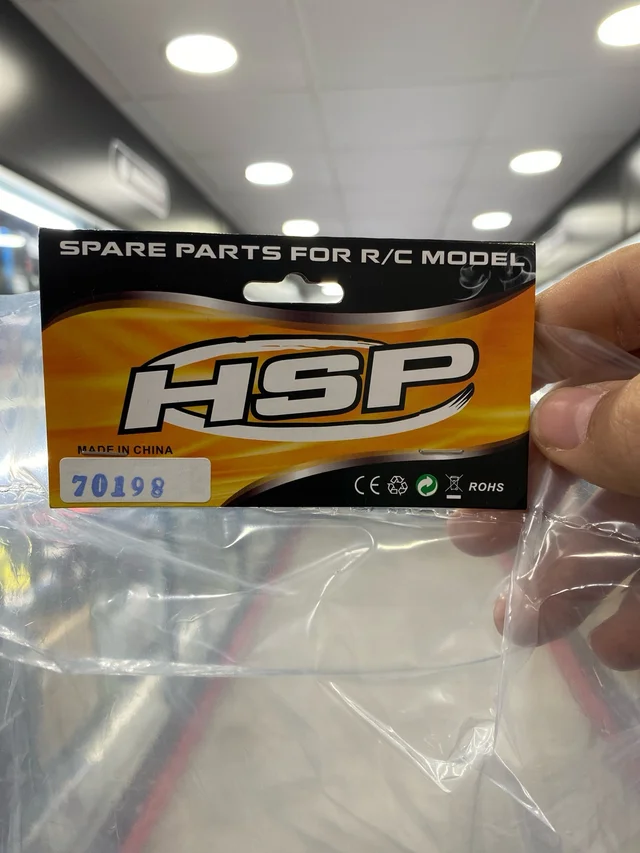 SPARE PARTS FOR R/C MODEL
HSP
MADE IN CHINA
70198
CE ROHS